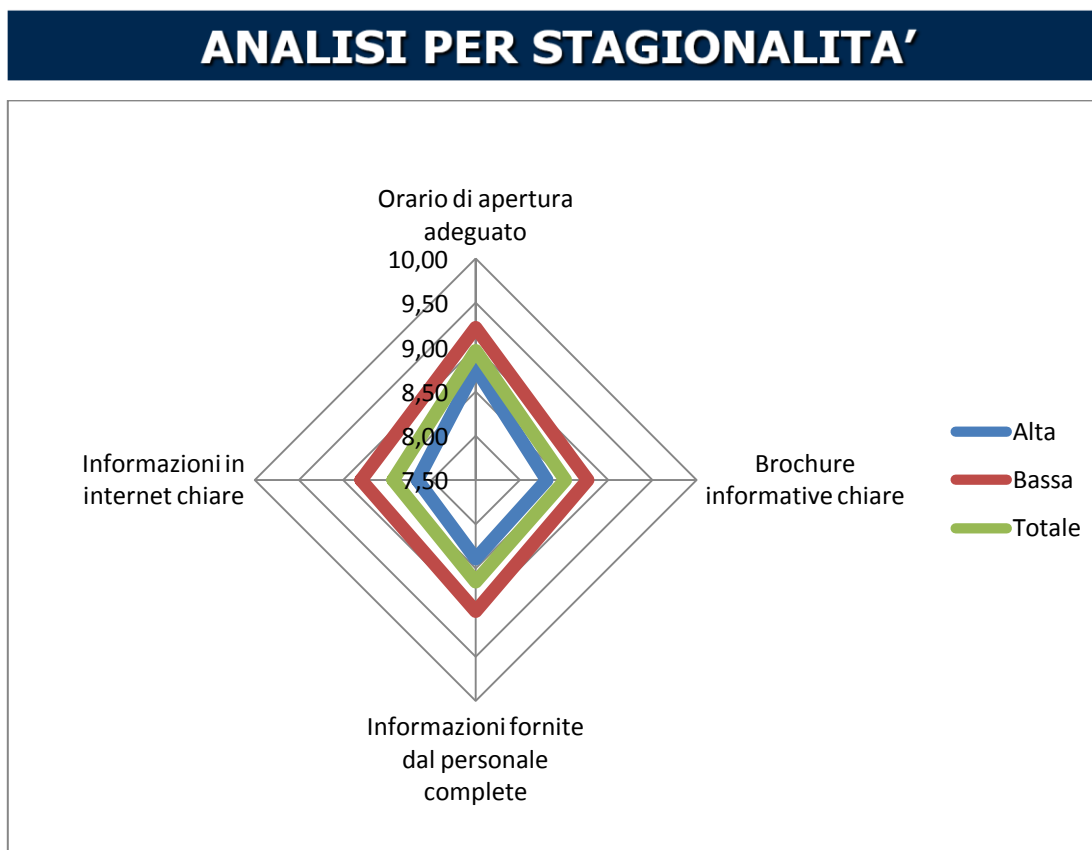 ANALISI PER STAGIONALITA’
Orario di apertura
adeguato
10,00
9,50
9,00
8,50
8,00
7,50
Informazioni in
internet chiare
Brochure
informative chiare
Informazioni fornite
dal personale
complete
Alta
Bassa
Totale